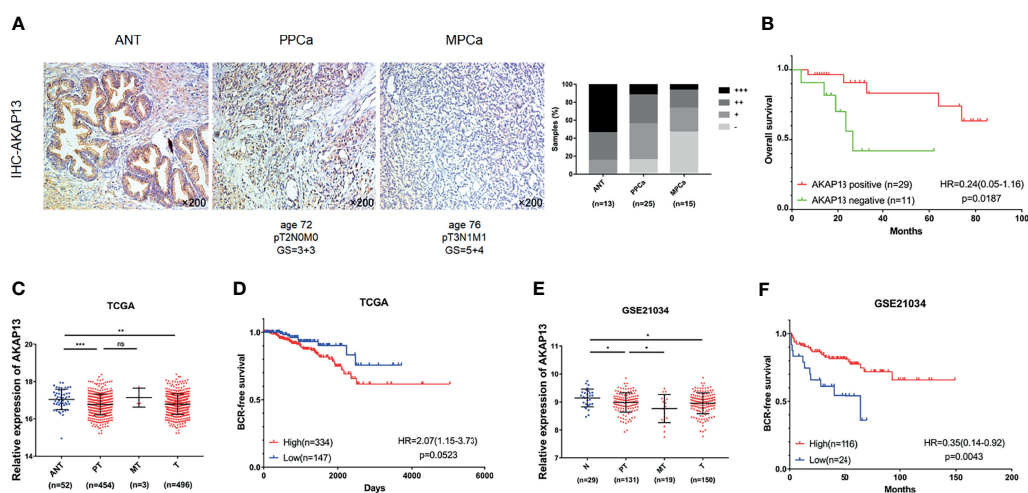 A
ANT
PPCa
MPCa
IHC-AKAP13
×200
×200
×200
age 72
pT2N0M0
GS=3+3
age 76
pT3N1M1
GS=5+4
Samples (%)
100
80
60
40
20
0
+++
++
+
-
ANT
PPCa
MPCa
(n=13)
(n=25)
(n=15)
B
Overall survival
1.0
0.5
0.0
AKAP13 positive (n=29)
AKAP13 negative (n=11)
HR=0.24(0.05-1.16)
p=0.0187
0 20 40 60 80 100
Months
C
TCGA
Relative expression of AKAP13
20
18
16
14
**
***
ns
ANT PT MT T
(n=52) (n=454) (n=3) (n=496)
D
TCGA
BCR-free survival
1.0
0.5
0.0
High(n=334)
Low(n=147)
HR=2.07(1.15-3.73)
p=0.0523
0 2000 4000 6000
Days
E
GSE21034
Relative expression of AKAP13
11
10
9
8
7
*
*
*
N PT MT T
(n=29) (n=131) (n=19) (n=150)
F
GSE21034
BCR-free survival
1.0
0.5
0.0
High(n=116)
Low(n=24)
HR=0.35(0.14-0.92)
p=0.0043
0 50 100 150 200
Months